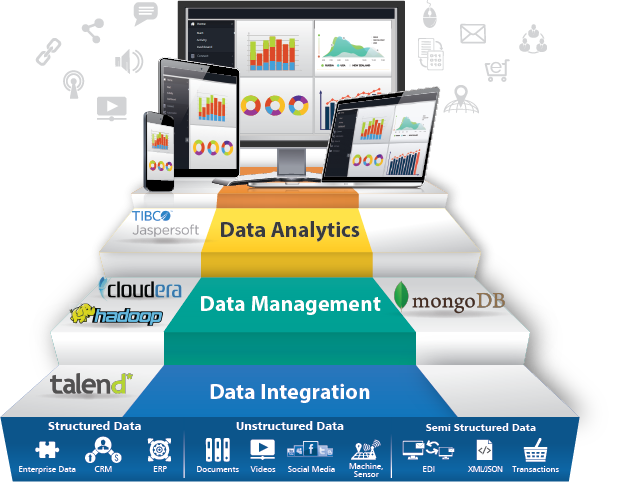 TIBCO
Jaspersoft
Data Analytics
cloudera
hadoop
Data Management
mongoDB
talend
Data Integration
Structured Data
Unstructured Data
Semi Structured Data
Enterprise Data
CRM
ERP
Documents
Videos
Social Media
Machine,
Sensor
EDI
XML/JSON
Transactions